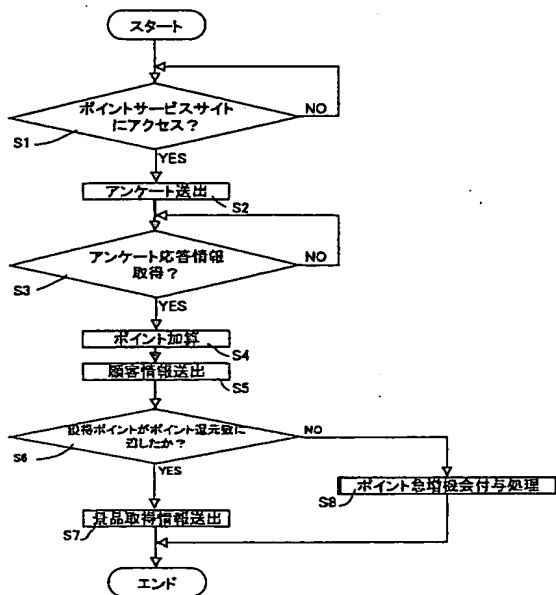 スタート
ポイントサービスサイト
にアクセス?
NO
S1
YES
アンケート送出
S2
アンケート応答情報
取得?
NO
S3
YES
ポイント加算
S4
顧客情報送出
S5
取得ポイントがポイント還元数に
達したか?
NO
S6
YES
ポイント急増機会付与処理
S8
景品取得情報送出
S7
エンド